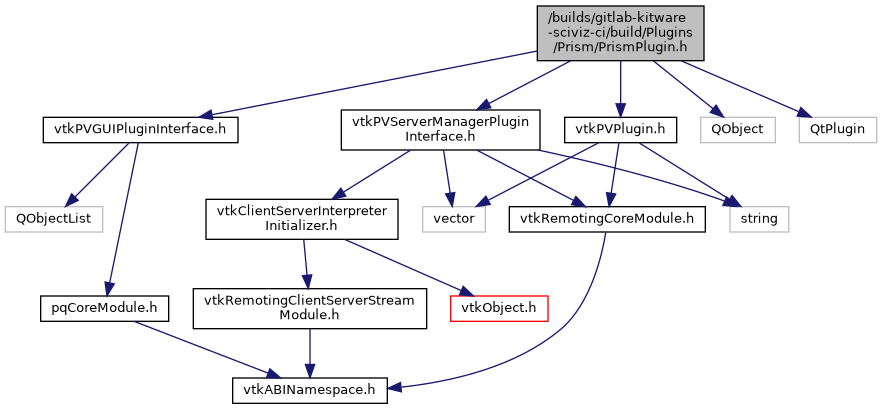 /builds/gitlab-kitware
-sciviz-ci/build/Plugins
/Prism/PrismPlugin.h
vtkPVGUIPluginInterface.h
vtkPVServerManagerPlugin
Interface.h
vtkPVPlugin.h
QObject
QtPlugin
QObjectList
vtkClientServerInterpreter
Initializer.h
vector
vtkRemotingCoreModule.h
string
pqCoreModule.h
vtkRemotingClientServerStream
Module.h
vtkObject.h
vtkABINamespace.h